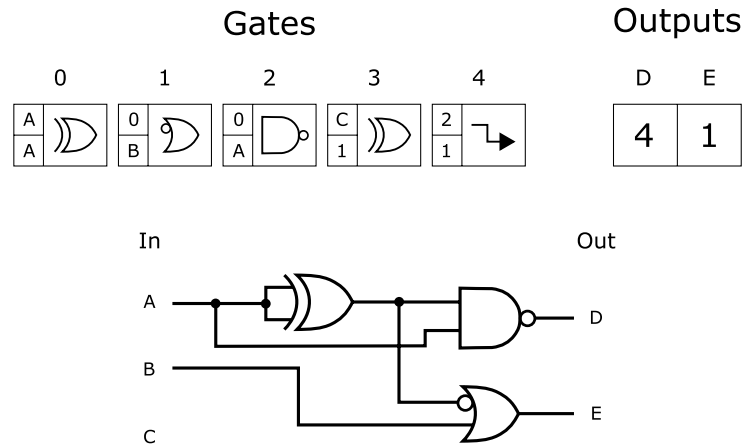 Gates Outputs
0 1 2 3 4 D E
A 0 0 C 2
4 1
A B A 1 1
In Out
A
D
B
E
C